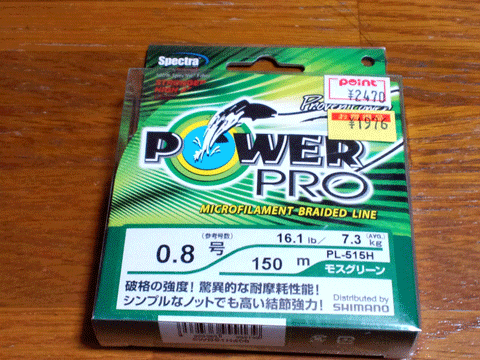 Spectra
point
¥2470
¥1976
POWER
PRO
MICROFILAMENT BRAIDED LINE
(参考号数)
0.8号
16.1 lb/ 7.3 kg (AVG.)
150 m
PL-515H
モスグリーン
破格の強度!驚異的な耐摩耗性能!
シンプルなノットでも高い結節強力!
Distributed by
SHIMANO